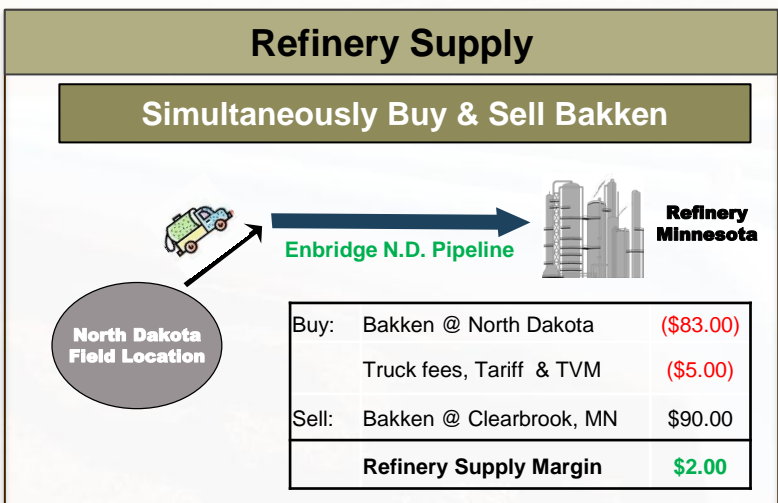 Refinery Supply
Simultaneously Buy & Sell Bakken
Refinery
Minnesota
Enbridge N.D. Pipeline
North Dakota
Field Location
Buy: Bakken @ North Dakota ($83.00)
Truck fees, Tariff & TVM ($5.00)
Sell: Bakken @ Clearbrook, MN $90.00
Refinery Supply Margin $2.00